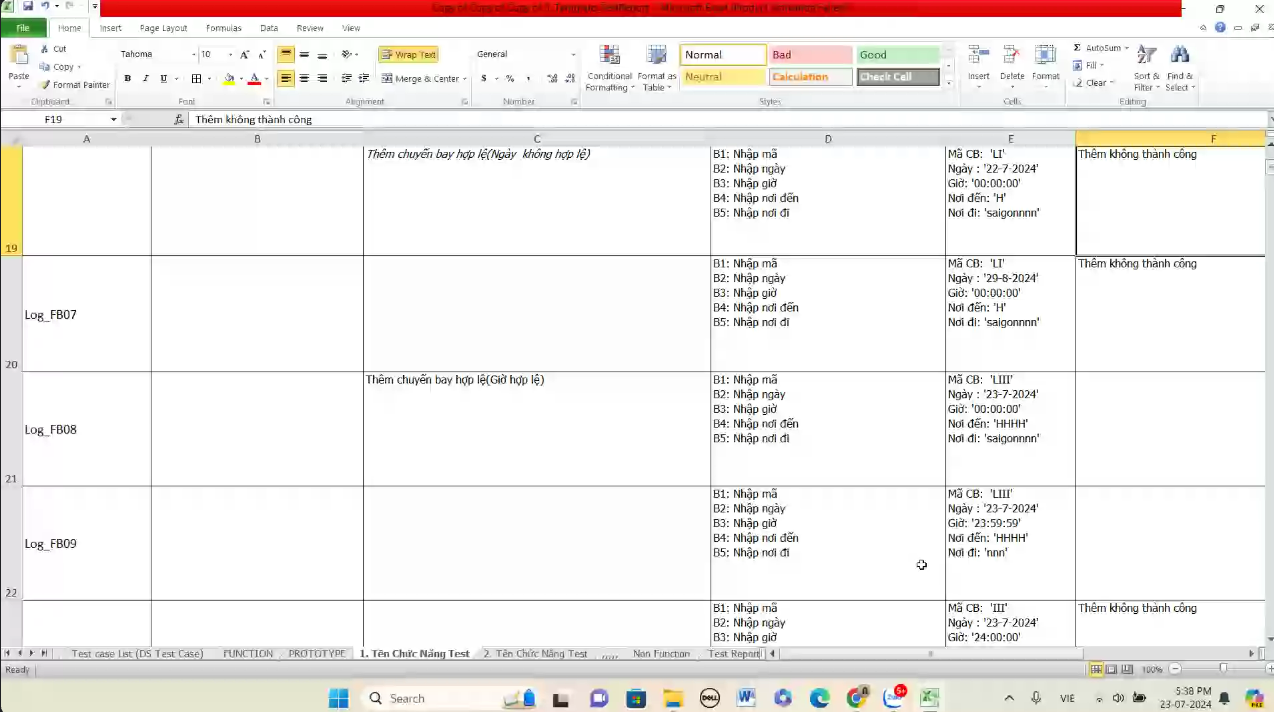 File Home Insert Page Layout Formulas Data Review View
Paste Cut Copy Format Painter Clipboard
Tahoma 10 B I U Font
Wrap Text Merge & Center Alignment
General $ % , Number
Conditional Formatting Format as Table Normal Bad Good Neutral Calculation Check Cell Styles
Insert Delete Format Cells
AutoSum Fill Clear Sort & Filter Find & Select Editing
F19 fx Thêm không thành công
A B C D E F
19
Thêm chuyến bay hợp lệ(Ngày không hợp lệ)
B1: Nhập mã
B2: Nhập ngày
B3: Nhập giờ
B4: Nhập nơi đến
B5: Nhập nơi đi
Mã CB: 'LI'
Ngày : '22-7-2024'
Giờ: '00:00:00'
Nơi đến: 'H'
Nơi đi: 'saigonnnn'
Thêm không thành công
20
Log_FB07
B1: Nhập mã
B2: Nhập ngày
B3: Nhập giờ
B4: Nhập nơi đến
B5: Nhập nơi đi
Mã CB: 'LI'
Ngày : '29-8-2024'
Giờ: '00:00:00'
Nơi đến: 'H'
Nơi đi: 'saigonnnn'
Thêm không thành công
21
Log_FB08
Thêm chuyến bay hợp lệ(Giờ hợp lệ)
B1: Nhập mã
B2: Nhập ngày
B3: Nhập giờ
B4: Nhập nơi đến
B5: Nhập nơi đi
Mã CB: 'LIII'
Ngày : '23-7-2024'
Giờ: '00:00:00'
Nơi đến: 'HHHH'
Nơi đi: 'saigonnnn'
22
Log_FB09
B1: Nhập mã
B2: Nhập ngày
B3: Nhập giờ
B4: Nhập nơi đến
B5: Nhập nơi đi
Mã CB: 'LIII'
Ngày : '23-7-2024'
Giờ: '23:59:59'
Nơi đến: 'HHHH'
Nơi đi: 'nnn'
B1: Nhập mã
B2: Nhập ngày
B3: Nhập giờ
Mã CB: 'III'
Ngày : '23-7-2024'
Giờ: '24:00:00'
Thêm không thành công
Test case List (DS Test Case) FUNCTION PROTOTYPE 1. Tên Chức Năng Test 2. Tên Chức Năng Test ..... Non Function Test Report
Ready 100%
Search DELL 5+ VIE 5:38 PM
23-07-2024